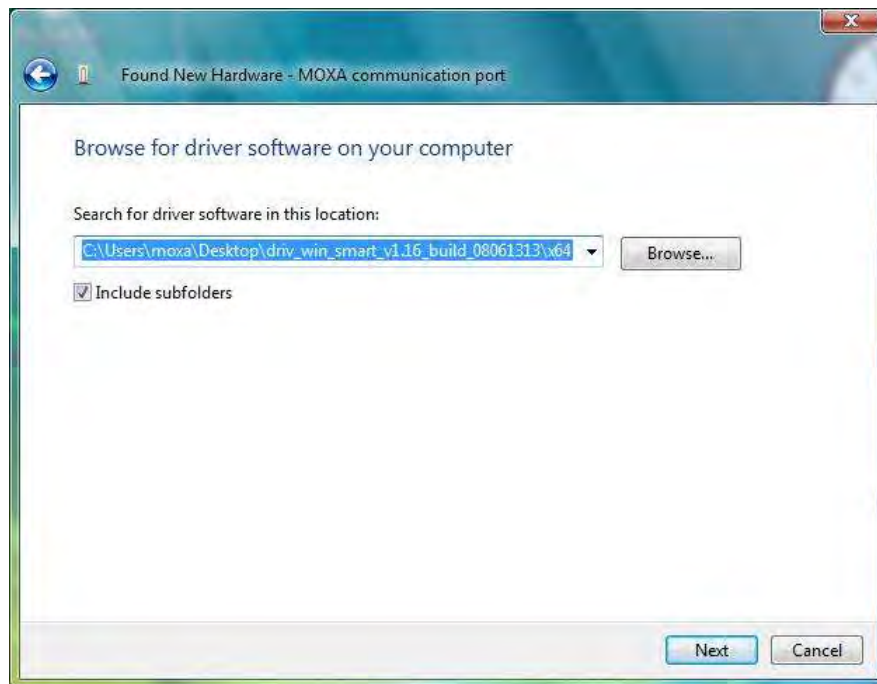 Found New Hardware - MOXA communication port
Browse for driver software on your computer
Search for driver software in this location:
C:\Users\moxa\Desktop\driv_win_smart_v1.16_build_08061313\x64
Browse...
Include subfolders
Next
Cancel